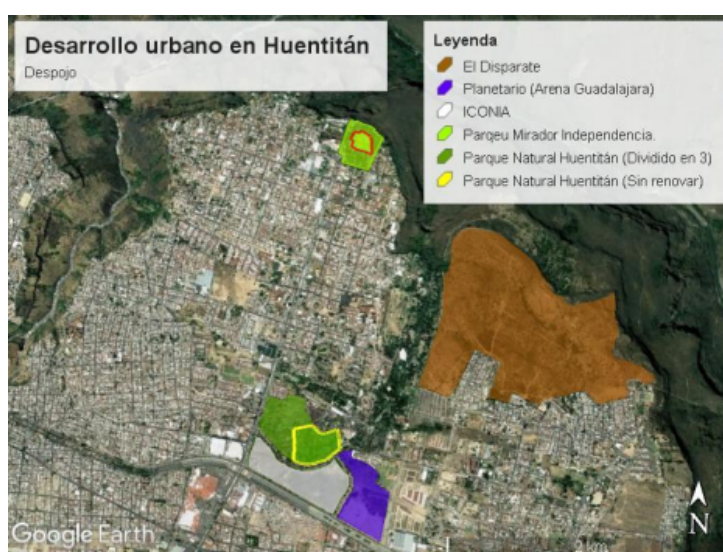 Desarrollo urbano en Huentitán
Despojo
Leyenda
El Disparate
Planetario (Arena Guadalajara)
ICONIA
Parqeu Mirador Independencia.
Parque Natural Huentitán (Dividido en 3)
Parque Natural Huentitán (Sin renovar)
Google Earth
N